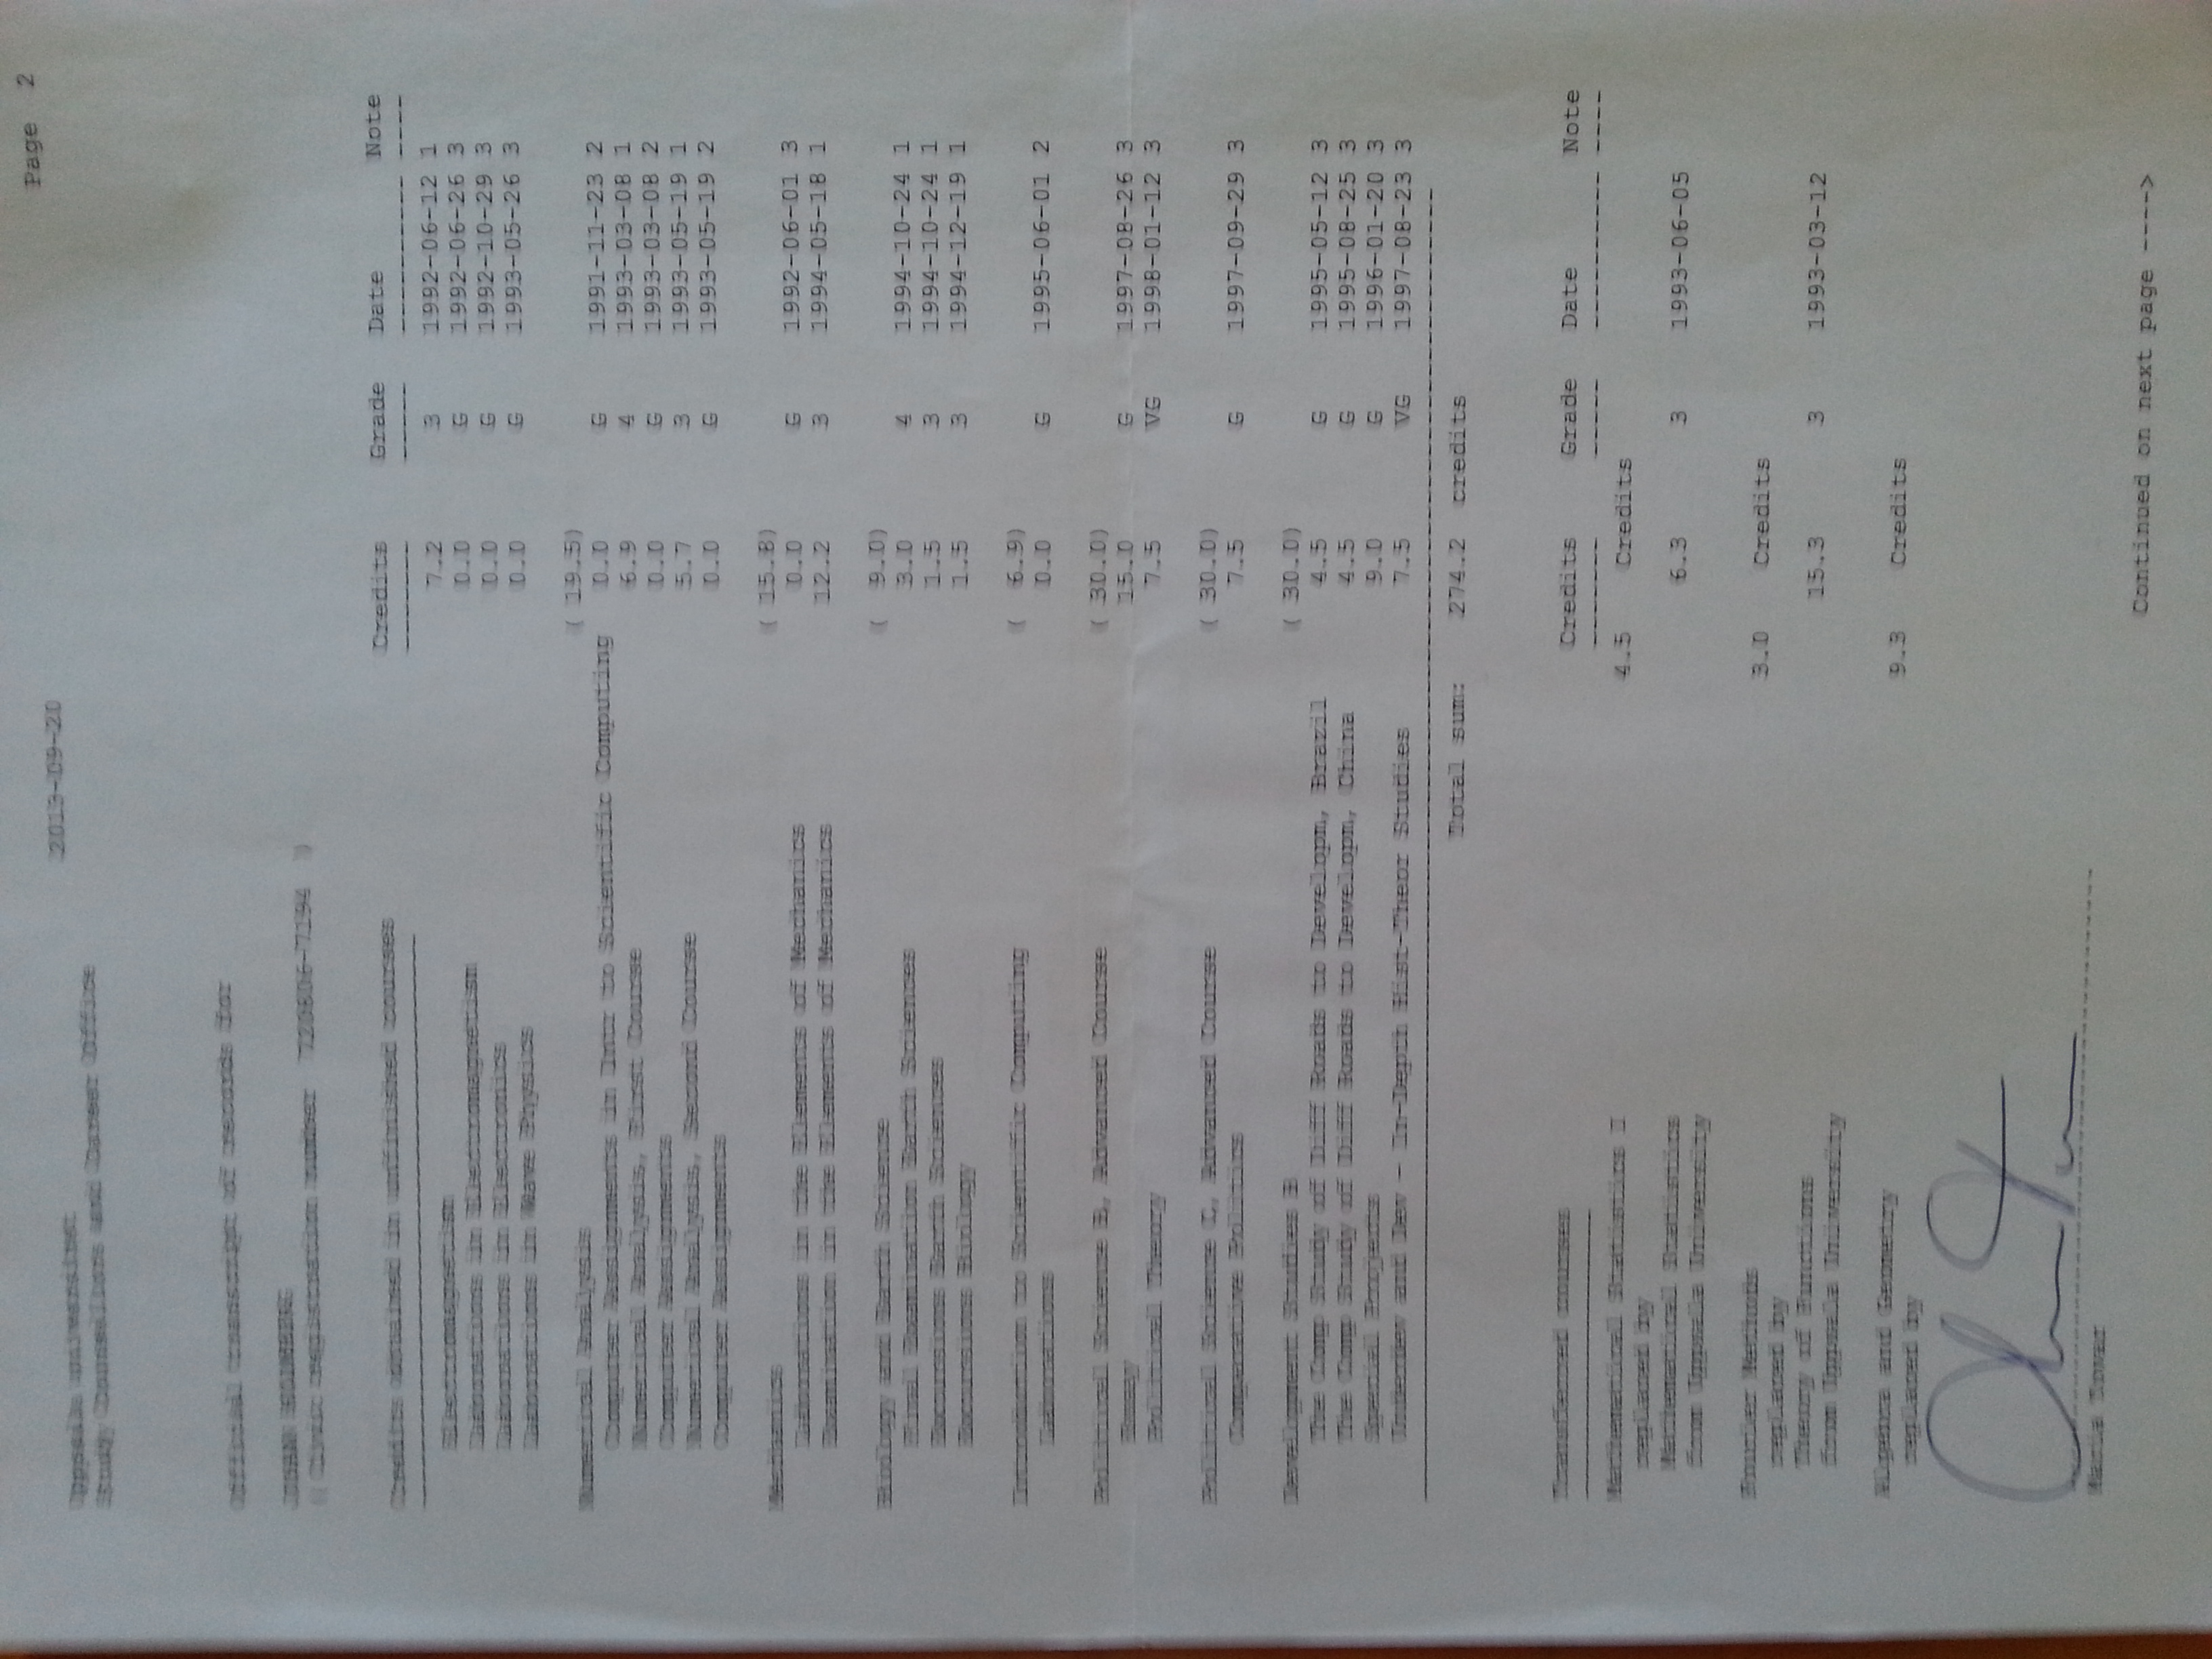 Page 2
2013-09-20
Uppsala universitet
Study Counsellors and Career Office
Official transcript of records for
JOHAN HOLMBERG
( Civic registration number 720806-7194 )
Credits obtained in unfinished courses Credits Grade Date Note
Electromagnetism 7.2 3 1992-06-12 1
Laborations in Electromagnetism 0.0 G 1992-06-26 3
Laborations in Electronics 0.0 G 1992-10-29 3
Laborations in Wave Physics 0.0 G 1993-05-26 3
Numerical Analysis ( 19.5)
Computer Assignments in Intr to Scientific Computing 0.0 G 1991-11-23 2
Numerical Analysis, First Course 6.9 4 1993-03-08 1
Computer Assignments 0.0 G 1993-03-08 2
Numerical Analysis, Second Course 5.7 3 1993-05-19 1
Computer Assignments 0.0 G 1993-05-19 2
Mechanics ( 15.8)
Laborations in the Elements of Mechanics 0.0 G 1992-06-01 3
Examination in the Elements of Mechanics 12.2 3 1994-05-18 1
Biology and Earth Science ( 9.0)
Final Examination Earth Sciences 3.0 4 1994-10-24 1
Excursions Earth Sciences 1.5 3 1994-10-24 1
Excursions Biology 1.5 3 1994-12-19 1
Introduction to Scientific Computing ( 6.9)
Laborations 0.0 G 1995-06-01 2
Political Science B, Advanced Course ( 30.0)
Essay 15.0 G 1997-08-26 3
Political Theory 7.5 VG 1998-01-12 3
Political Science C, Advanced Course ( 30.0)
Comparative Politics 7.5 G 1997-09-29 3
Development Studies B ( 30.0)
The Comp Study of Diff Roads to Developm, Brazil 4.5 G 1995-05-12 3
The Comp Study of Diff Roads to Developm, China 4.5 G 1995-08-25 3
Special Projects 9.0 G 1996-01-20 3
Underdev and Dev - In-Depth Hist-Theor Studies 7.5 VG 1997-08-23 3
Total sum: 274.2 credits
Transferred courses Credits Grade Date Note
Mathematical Statistics I 4.5 Credits
replaced by
Mathematical Statistics 6.3 3 1993-06-05
from Uppsala University
Fourier Methods 3.0 Credits
replaced by
Theory of Functions 15.3 3 1993-03-12
from Uppsala University
Algebra and Geometry 9.3 Credits
replaced by
Maria Tovar
Continued on next page ---->